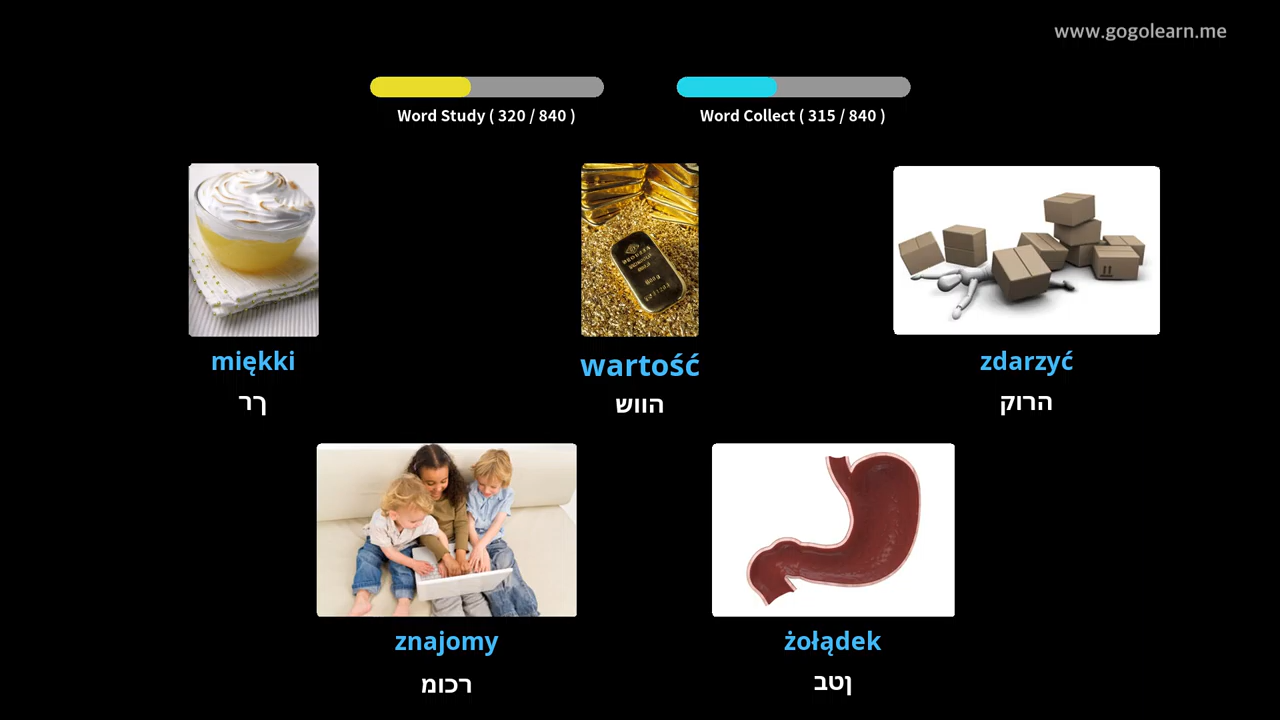 www.gogolearn.me
Word Study ( 320 / 840 )
Word Collect ( 315 / 840 )
miękki
ךר
wartość
הווש
zdarzyć
הרוק
znajomy
רכומ
żołądek
ןטב